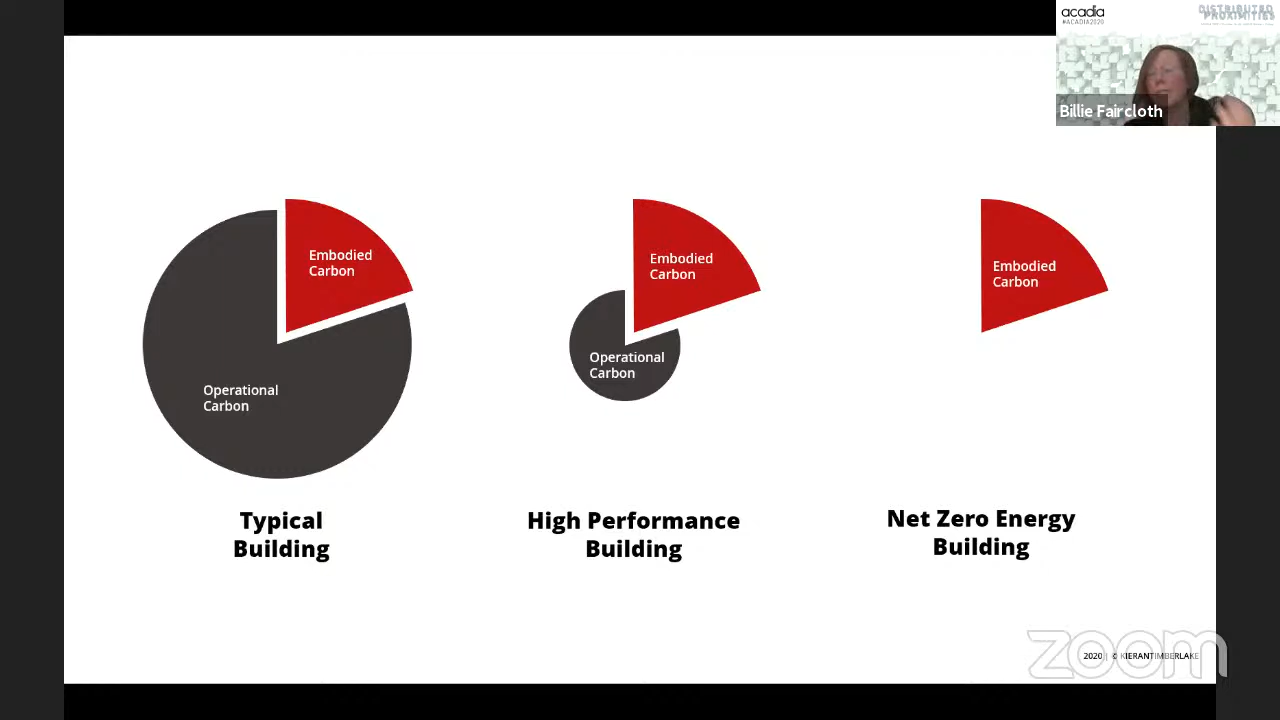 acadia
#ACADIA2020
DISTRIBUTED
PROXIMITIES
Billie Faircloth
Embodied
Carbon
Operational
Carbon
Typical
Building
Embodied
Carbon
Operational
Carbon
High Performance
Building
Embodied
Carbon
Net Zero Energy
Building
zoom
2020 | © KIERANTIMBERLAKE